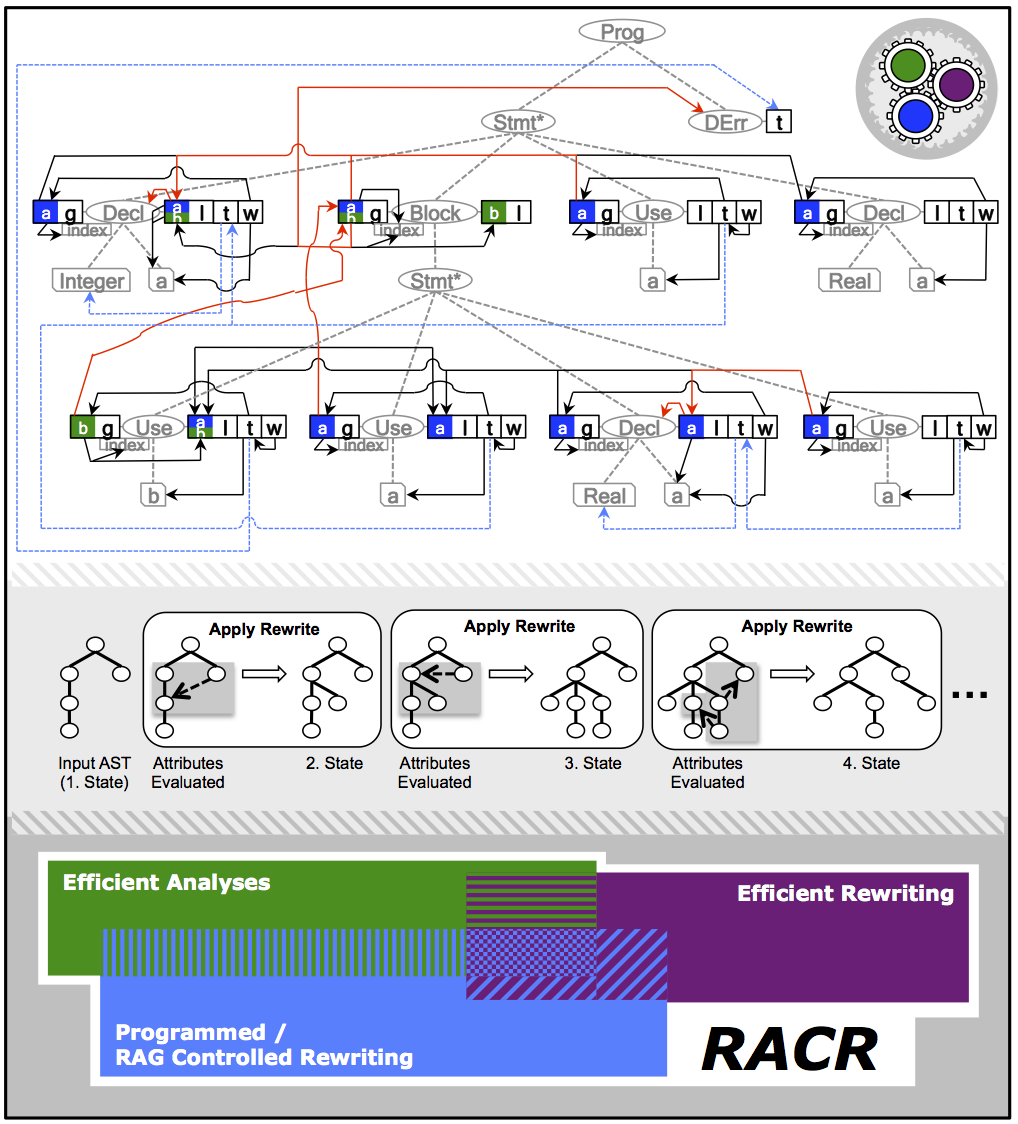 Prog
Stmt*
DErr
t
a g
Decl
a b l t w
a b g
Block
b l
a g
Use
l t w
a g
Decl
l t w
index
index
index
index
Integer
a
Stmt*
a
Real
a
b g
Use
a b l t w
a g
Use
a l t w
a g
Decl
a l t w
a g
Use
l t w
index
index
index
index
b
a
Real
a
a
Apply Rewrite
Apply Rewrite
Apply Rewrite
...
Input AST
(1. State)
Attributes
Evaluated
2. State
Attributes
Evaluated
3. State
Attributes
Evaluated
4. State
Efficient Analyses
Efficient Rewriting
Programmed /
RAG Controlled Rewriting
RACR